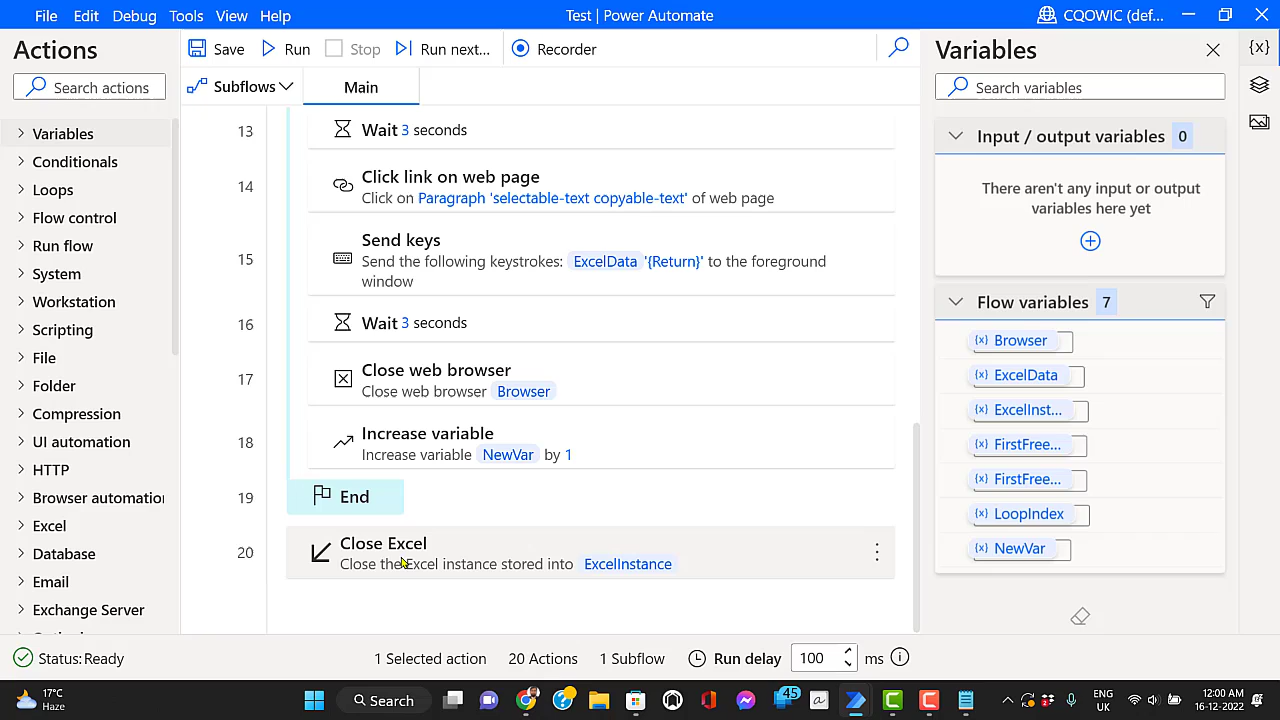 File Edit Debug Tools View Help
Test | Power Automate
CQOWIC (def...
Actions
Search actions
Variables
Conditionals
Loops
Flow control
Run flow
System
Workstation
Scripting
File
Folder
Compression
UI automation
HTTP
Browser automation
Excel
Database
Email
Exchange Server
Save Run Stop Run next... Recorder
Subflows Main
13 Wait 3 seconds
14 Click link on web page
Click on Paragraph 'selectable-text copyable-text' of web page
15 Send keys
Send the following keystrokes: ExcelData '{Return}' to the foreground
window
16 Wait 3 seconds
17 Close web browser
Close web browser Browser
18 Increase variable
Increase variable NewVar by 1
19 End
20 Close Excel
Close the Excel instance stored into ExcelInstance
Variables
{x}
Search variables
Input / output variables 0
There aren't any input or output
variables here yet
Flow variables 7
{x} Browser
{x} ExcelData
{x} ExcelInst...
{x} FirstFree...
{x} FirstFree...
{x} LoopIndex
{x} NewVar
Status: Ready 1 Selected action 20 Actions 1 Subflow Run delay 100 ms
17°C
Haze
Search
45
ENG
UK
12:00 AM
16-12-2022